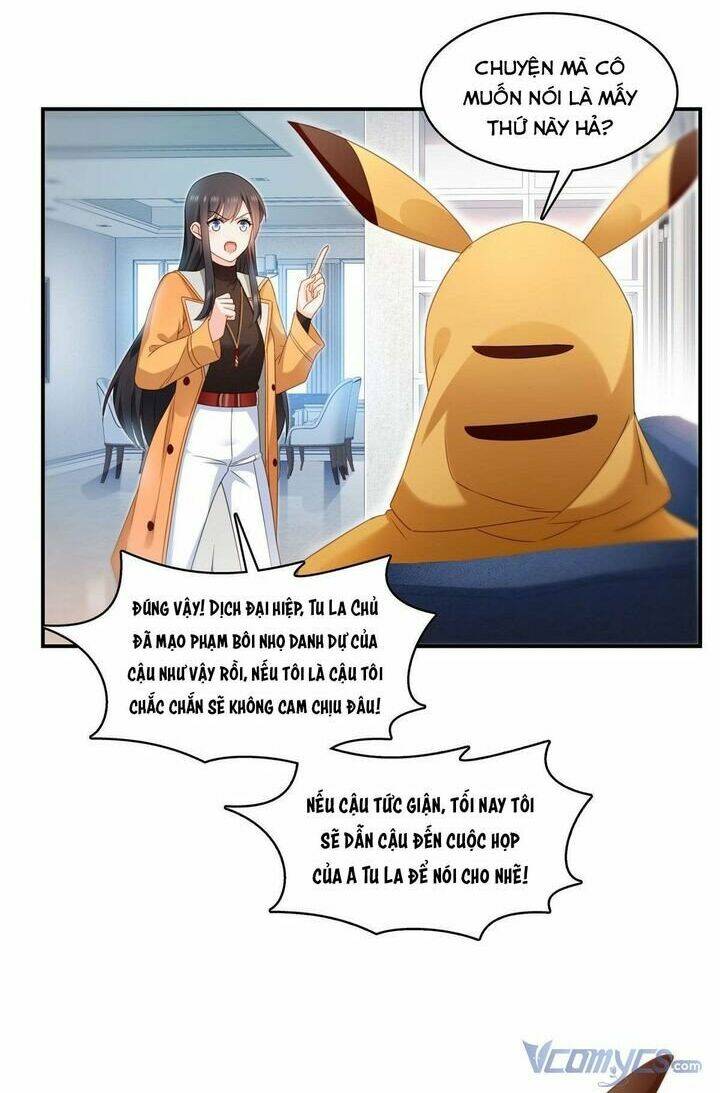 CHUYỆN MÀ CÔ
MUỐN NÓI LÀ MẤY
THỨ NÀY HẢ?
ĐÚNG VẬY! DỊCH ĐẠI HIỆP, TU LA CHỦ
ĐÃ MẠO PHẠM BÔI NHỌ DANH DỰ CỦA
CẬU NHƯ VẬY RỒI, NẾU TÔI LÀ CẬU TÔI
CHẮC CHẮN SẼ KHÔNG CAM CHỊU ĐÂU!
NẾU CẬU TỨC GIẬN, TỐI NAY TÔI
SẼ DẪN CẬU ĐẾN CUỘC HỌP
CỦA A TU LA ĐỂ NÓI CHO NHẼ!
VCOMYCS.com